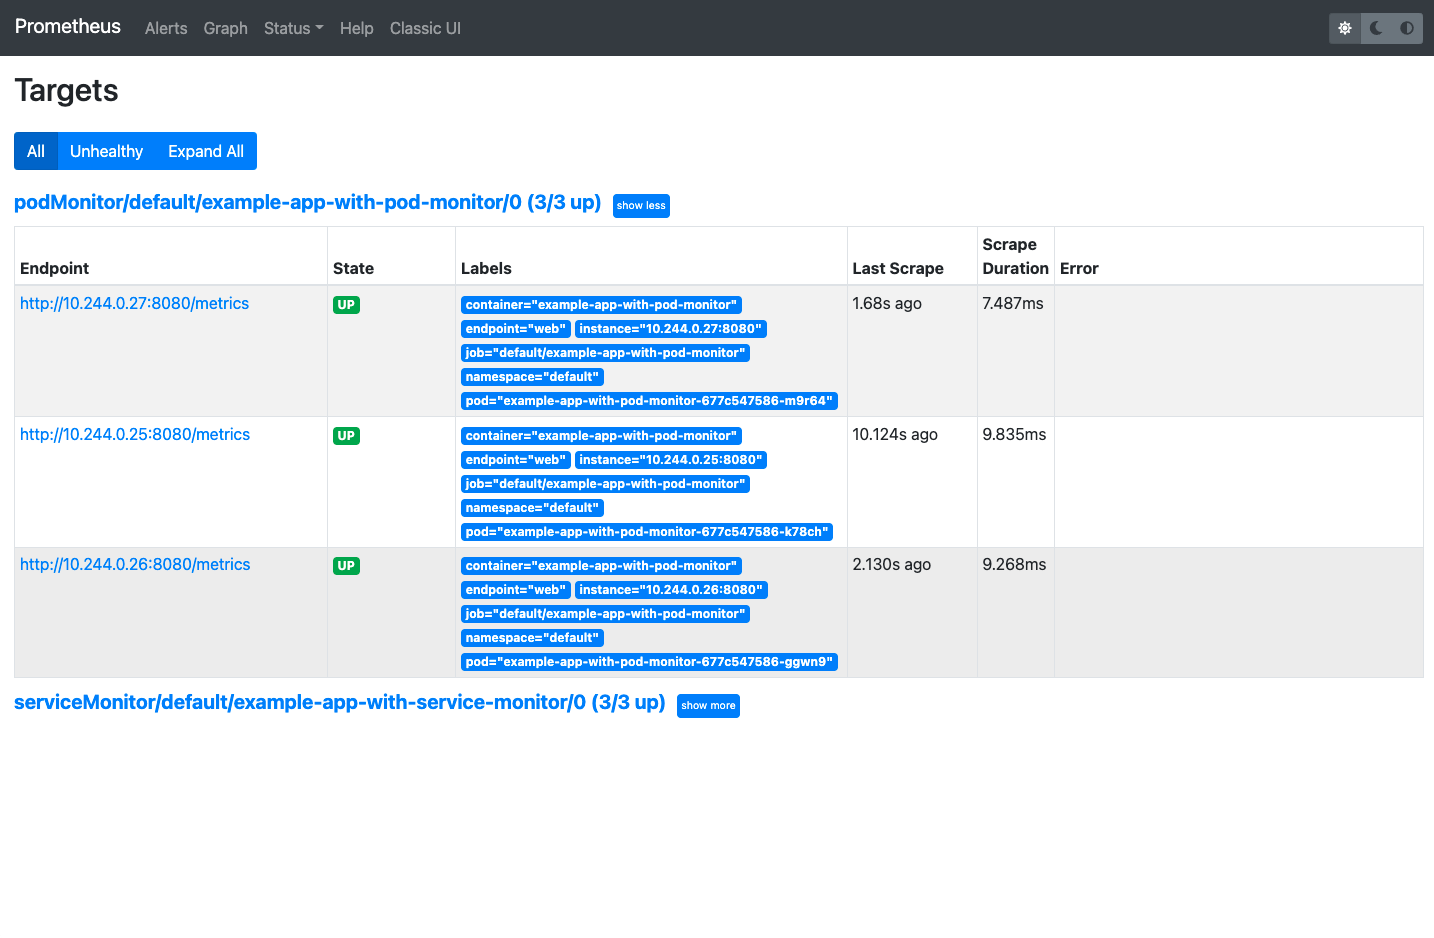 Prometheus Alerts Graph Status Help Classic UI
Targets
All Unhealthy Expand All
podMonitor/default/example-app-with-pod-monitor/0 (3/3 up) show less
Endpoint State Labels Last Scrape Scrape Duration Error
http://10.244.0.27:8080/metrics UP container="example-app-with-pod-monitor" 1.68s ago 7.487ms
endpoint="web" instance="10.244.0.27:8080"
job="default/example-app-with-pod-monitor"
namespace="default"
pod="example-app-with-pod-monitor-677c547586-m9r64"
http://10.244.0.25:8080/metrics UP container="example-app-with-pod-monitor" 10.124s ago 9.835ms
endpoint="web" instance="10.244.0.25:8080"
job="default/example-app-with-pod-monitor"
namespace="default"
pod="example-app-with-pod-monitor-677c547586-k78ch"
http://10.244.0.26:8080/metrics UP container="example-app-with-pod-monitor" 2.130s ago 9.268ms
endpoint="web" instance="10.244.0.26:8080"
job="default/example-app-with-pod-monitor"
namespace="default"
pod="example-app-with-pod-monitor-677c547586-ggwn9"
serviceMonitor/default/example-app-with-service-monitor/0 (3/3 up) show more